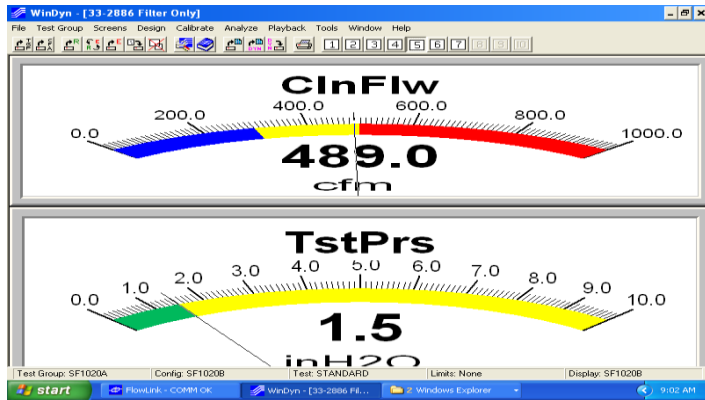 WinDyn - [33-2886 Filter Only]
File Test Group Screens Design Calibrate Analyze Playback Tools Window Help
1 2 3 4 5 6 7 8 9 10
ClnFlw
0.0 200.0 400.0 600.0 800.0 1000.0
489.0
cfm
TstPrs
0.0 1.0 2.0 3.0 4.0 5.0 6.0 7.0 8.0 9.0 10.0
1.5
inH2O
Test Group: SF1020A Config: SF1020B Test: STANDARD Limits: None Display: SF1020B
start FlowLink - COMM OK WinDyn - [33-2886 Fil... 2 Windows Explorer 9:02 AM